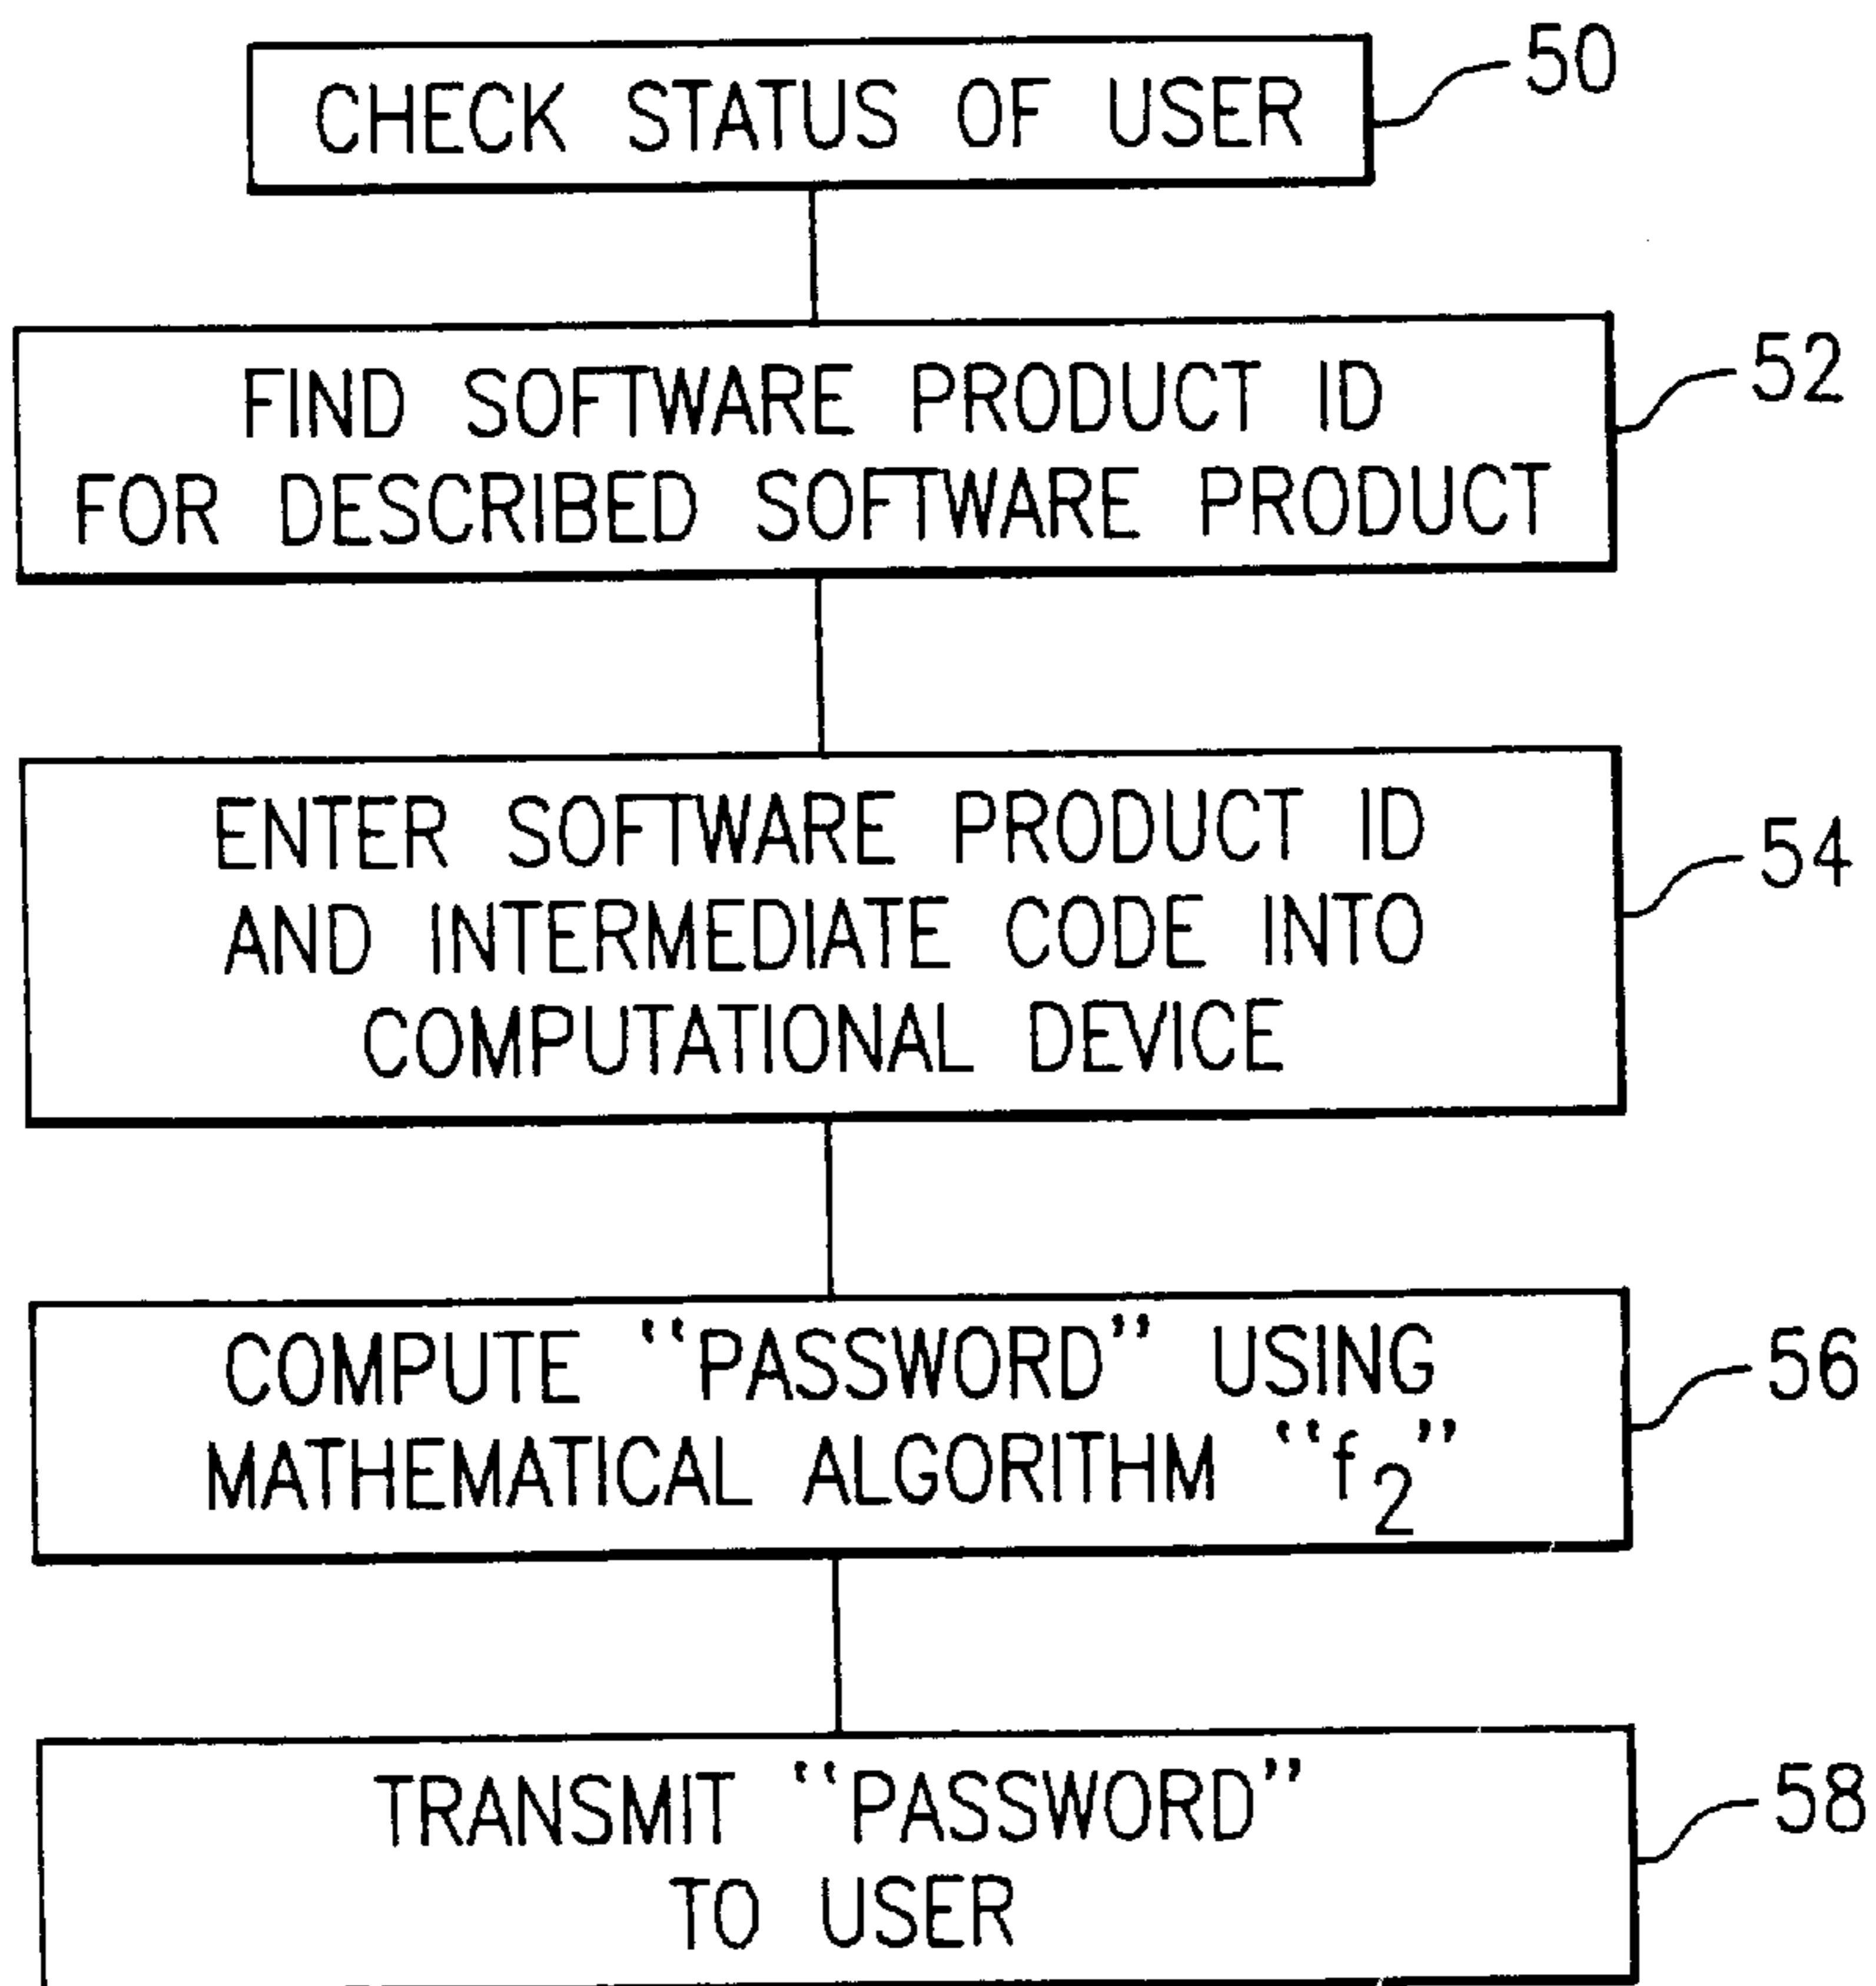 CHECK STATUS OF USER
50
FIND SOFTWARE PRODUCT ID
FOR DESCRIBED SOFTWARE PRODUCT
52
ENTER SOFTWARE PRODUCT ID
AND INTERMEDIATE CODE INTO
COMPUTATIONAL DEVICE
54
COMPUTE “PASSWORD” USING
MATHEMATICAL ALGORITHM “f₂”
56
TRANSMIT “PASSWORD”
TO USER
58